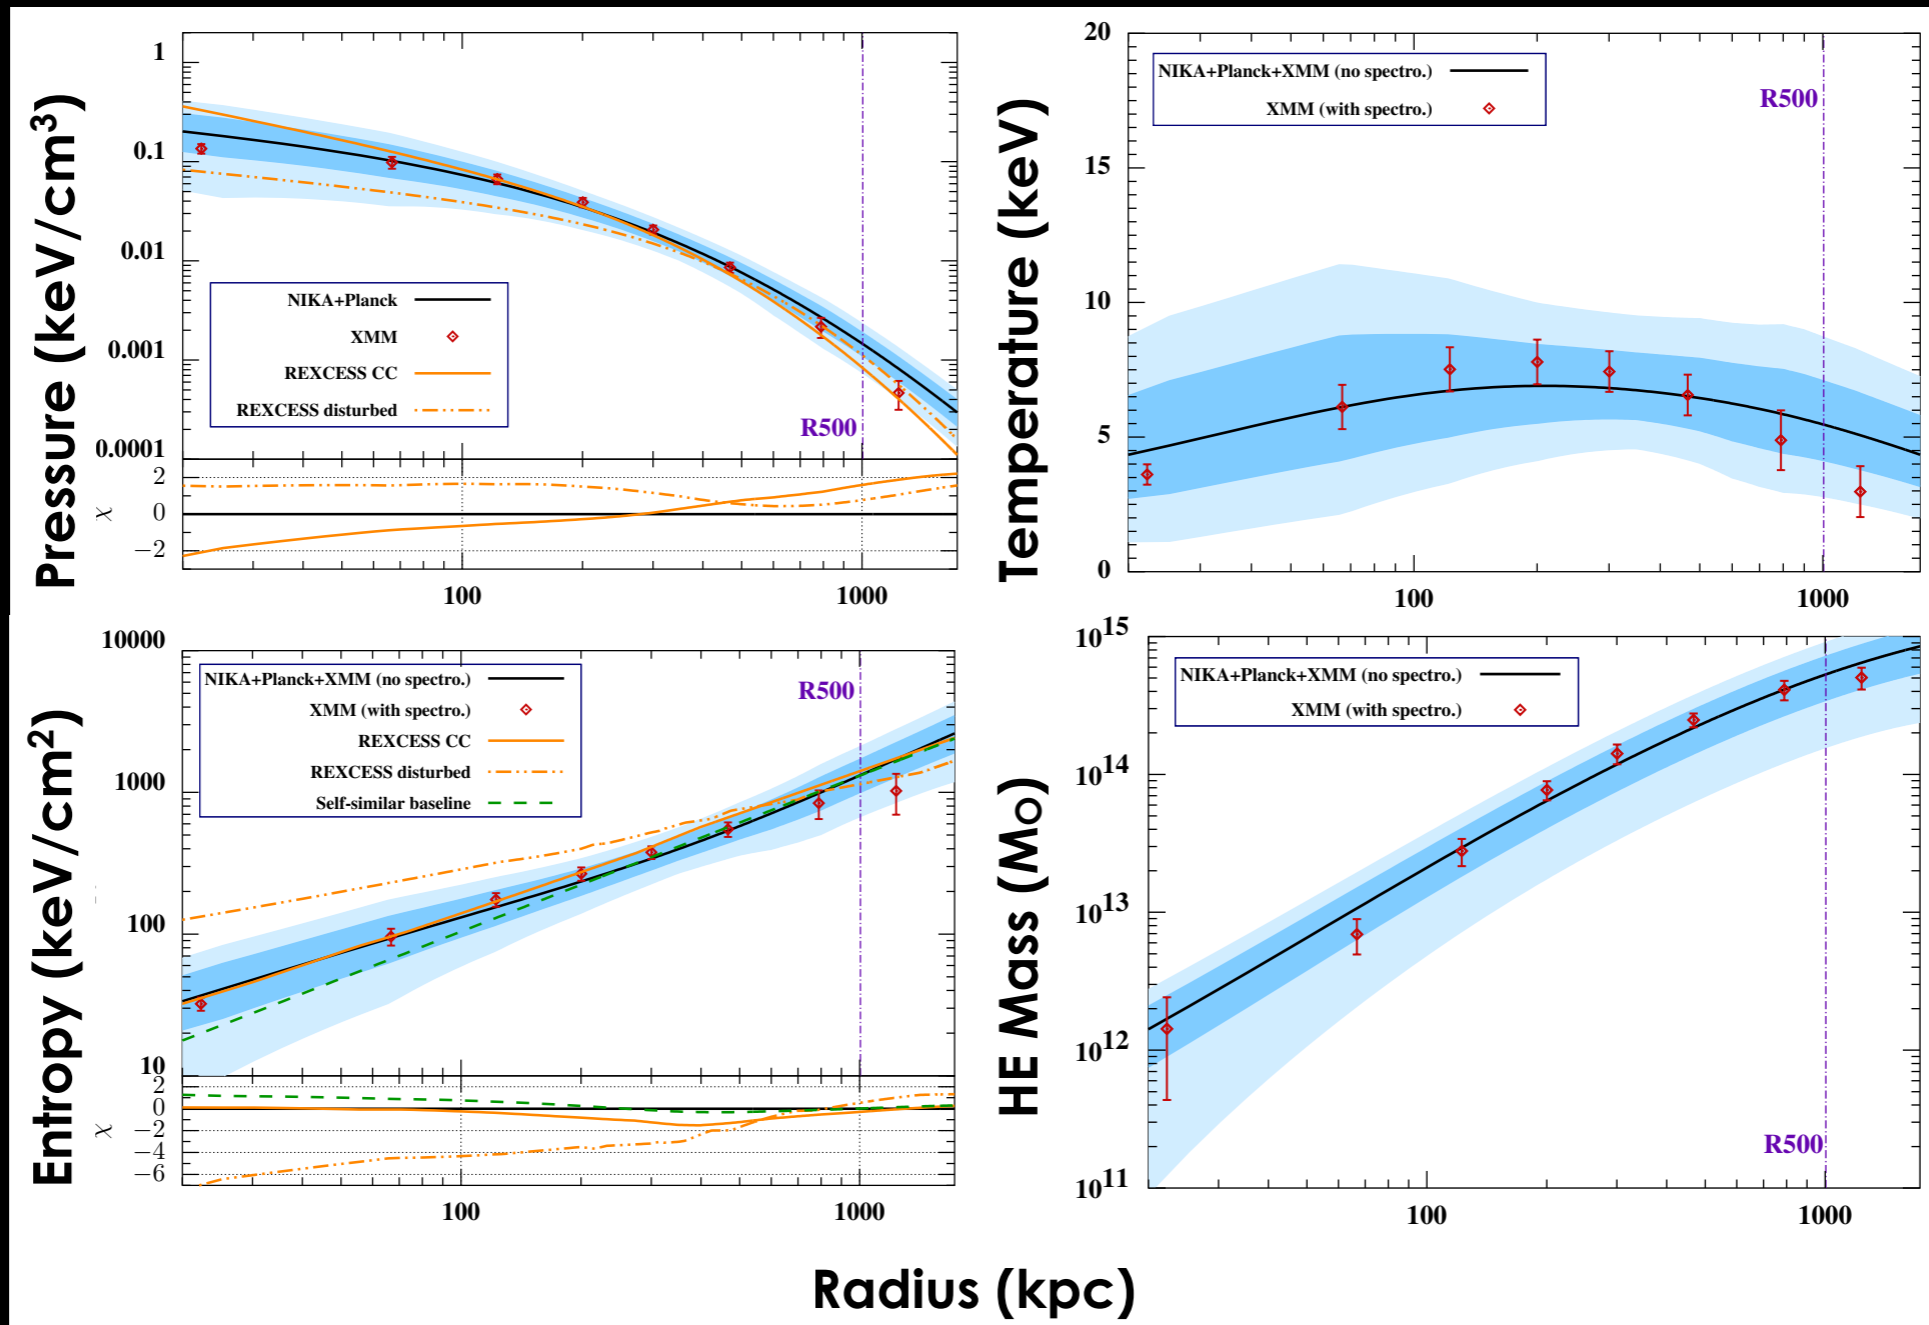 Pressure (keV/cm³)
1
0.1
0.01
0.001
0.0001
NIKA+Planck
XMM
REXCESS CC
REXCESS disturbed
R500
χ
2
0
−2
100
1000
Temperature (keV)
20
15
10
5
0
NIKA+Planck+XMM (no spectro.)
XMM (with spectro.)
R500
100
1000
Entropy (keV/cm²)
10000
1000
100
10
NIKA+Planck+XMM (no spectro.)
XMM (with spectro.)
REXCESS CC
REXCESS disturbed
Self-similar baseline
R500
χ
2
0
−2
−4
−6
100
1000
HE Mass (Mo)
10¹⁵
10¹⁴
10¹³
10¹²
10¹¹
NIKA+Planck+XMM (no spectro.)
XMM (with spectro.)
R500
100
1000
Radius (kpc)